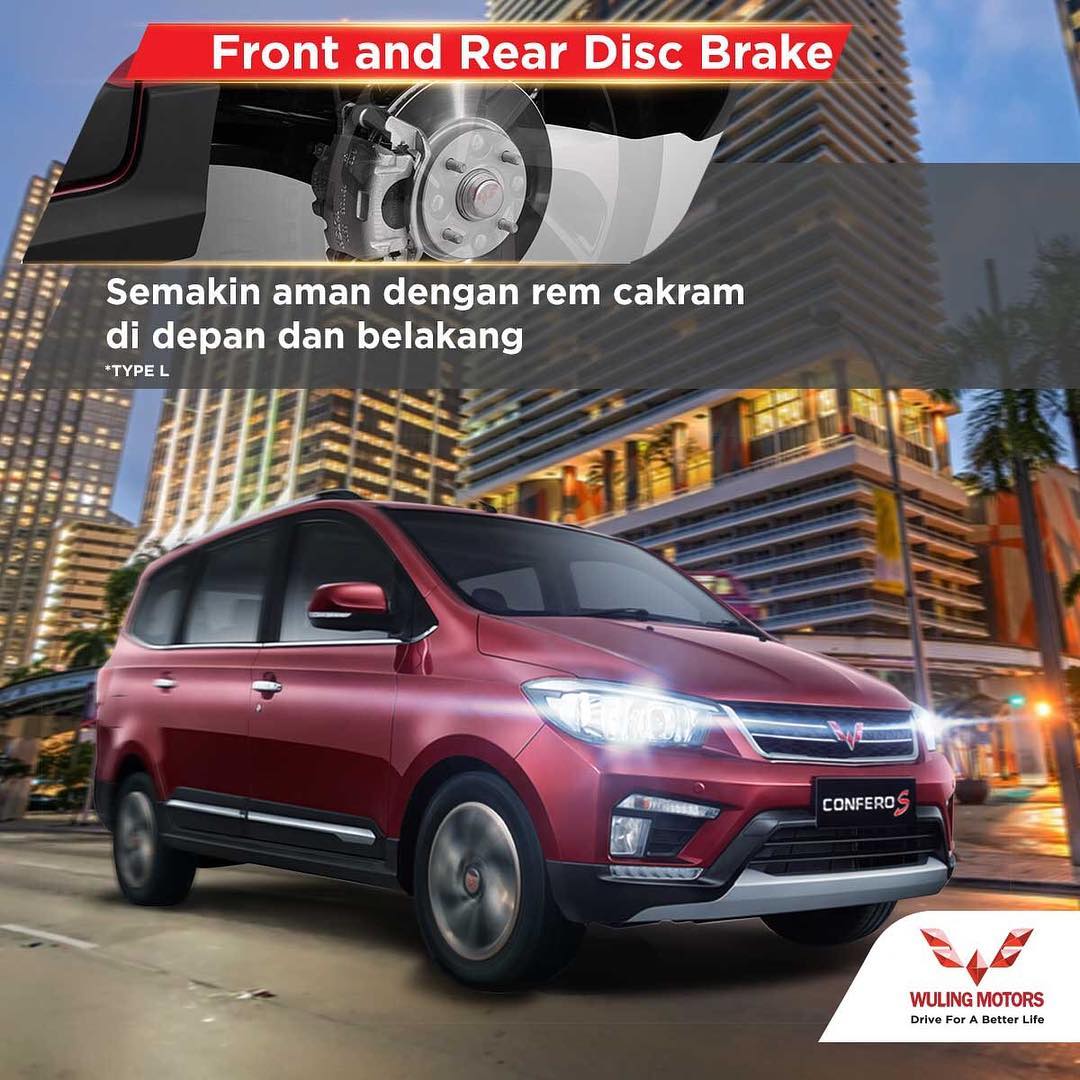 Front and Rear Disc Brake
Semakin aman dengan rem cakram
di depan dan belakang
*TYPE L
CONFERO S
WULING MOTORS
Drive For A Better Life